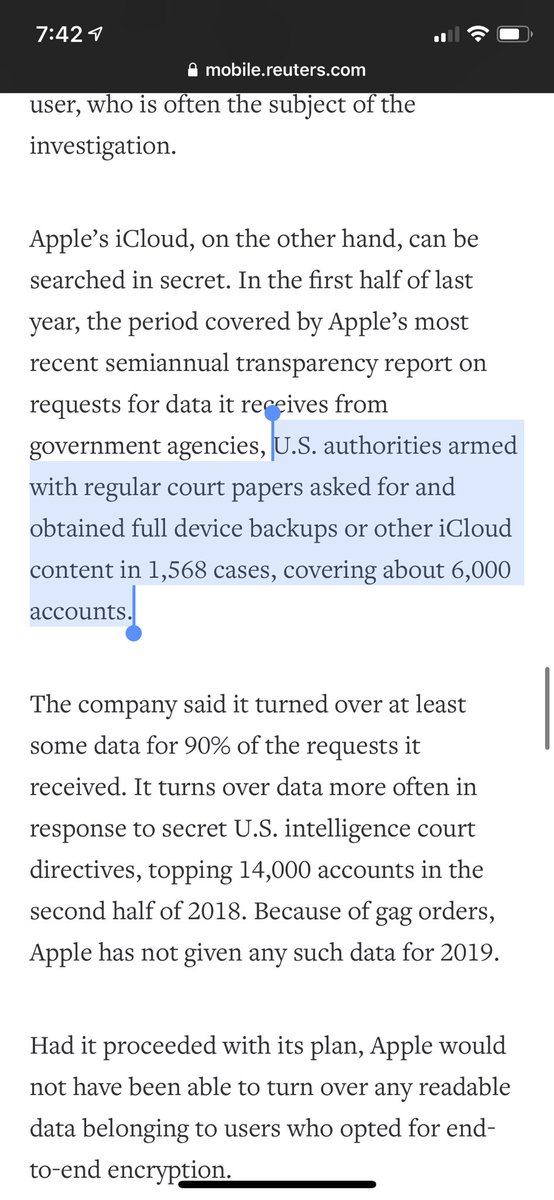 7:42
mobile.reuters.com
user, who is often the subject of the
investigation.
Apple’s iCloud, on the other hand, can be
searched in secret. In the first half of last
year, the period covered by Apple’s most
recent semiannual transparency report on
requests for data it receives from
government agencies, U.S. authorities armed
with regular court papers asked for and
obtained full device backups or other iCloud
content in 1,568 cases, covering about 6,000
accounts.
The company said it turned over at least
some data for 90% of the requests it
received. It turns over data more often in
response to secret U.S. intelligence court
directives, topping 14,000 accounts in the
second half of 2018. Because of gag orders,
Apple has not given any such data for 2019.
Had it proceeded with its plan, Apple would
not have been able to turn over any readable
data belonging to users who opted for end-
to-end encryption.